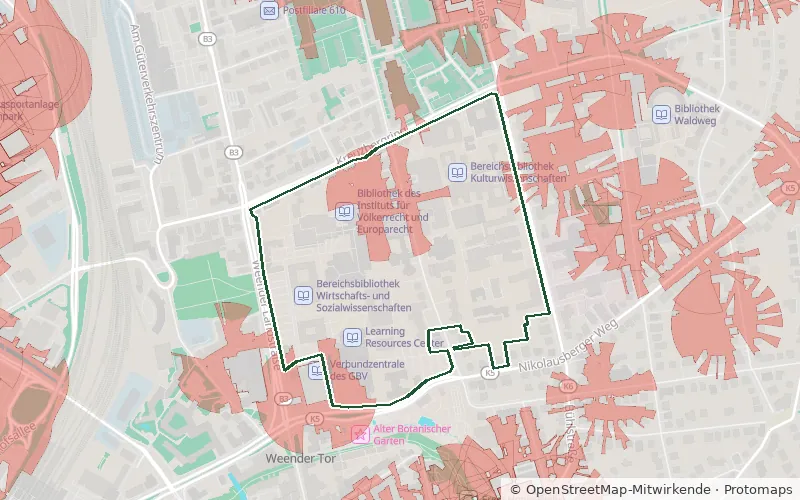 Postfiliale 610
B3
Am Güterverkehrszentrum
Bibliothek
Waldweg
B3
Kreuzbergring
Bereichsbibliothek
Kulturwissenschaften
K5
Bibliothek des
Instituts für
Völkerrecht und
Europarecht
Weender Landstraße
Bereichsbibliothek
Wirtschafts- und
Sozialwissenschaften
Learning
Resources Center
Nikolausberger Weg
Verbundzentrale
des GBV
K5
K6
B3
K5
Alter Botanischer
Garten
Weender Tor
© OpenStreetMap-Mitwirkende | Protomaps